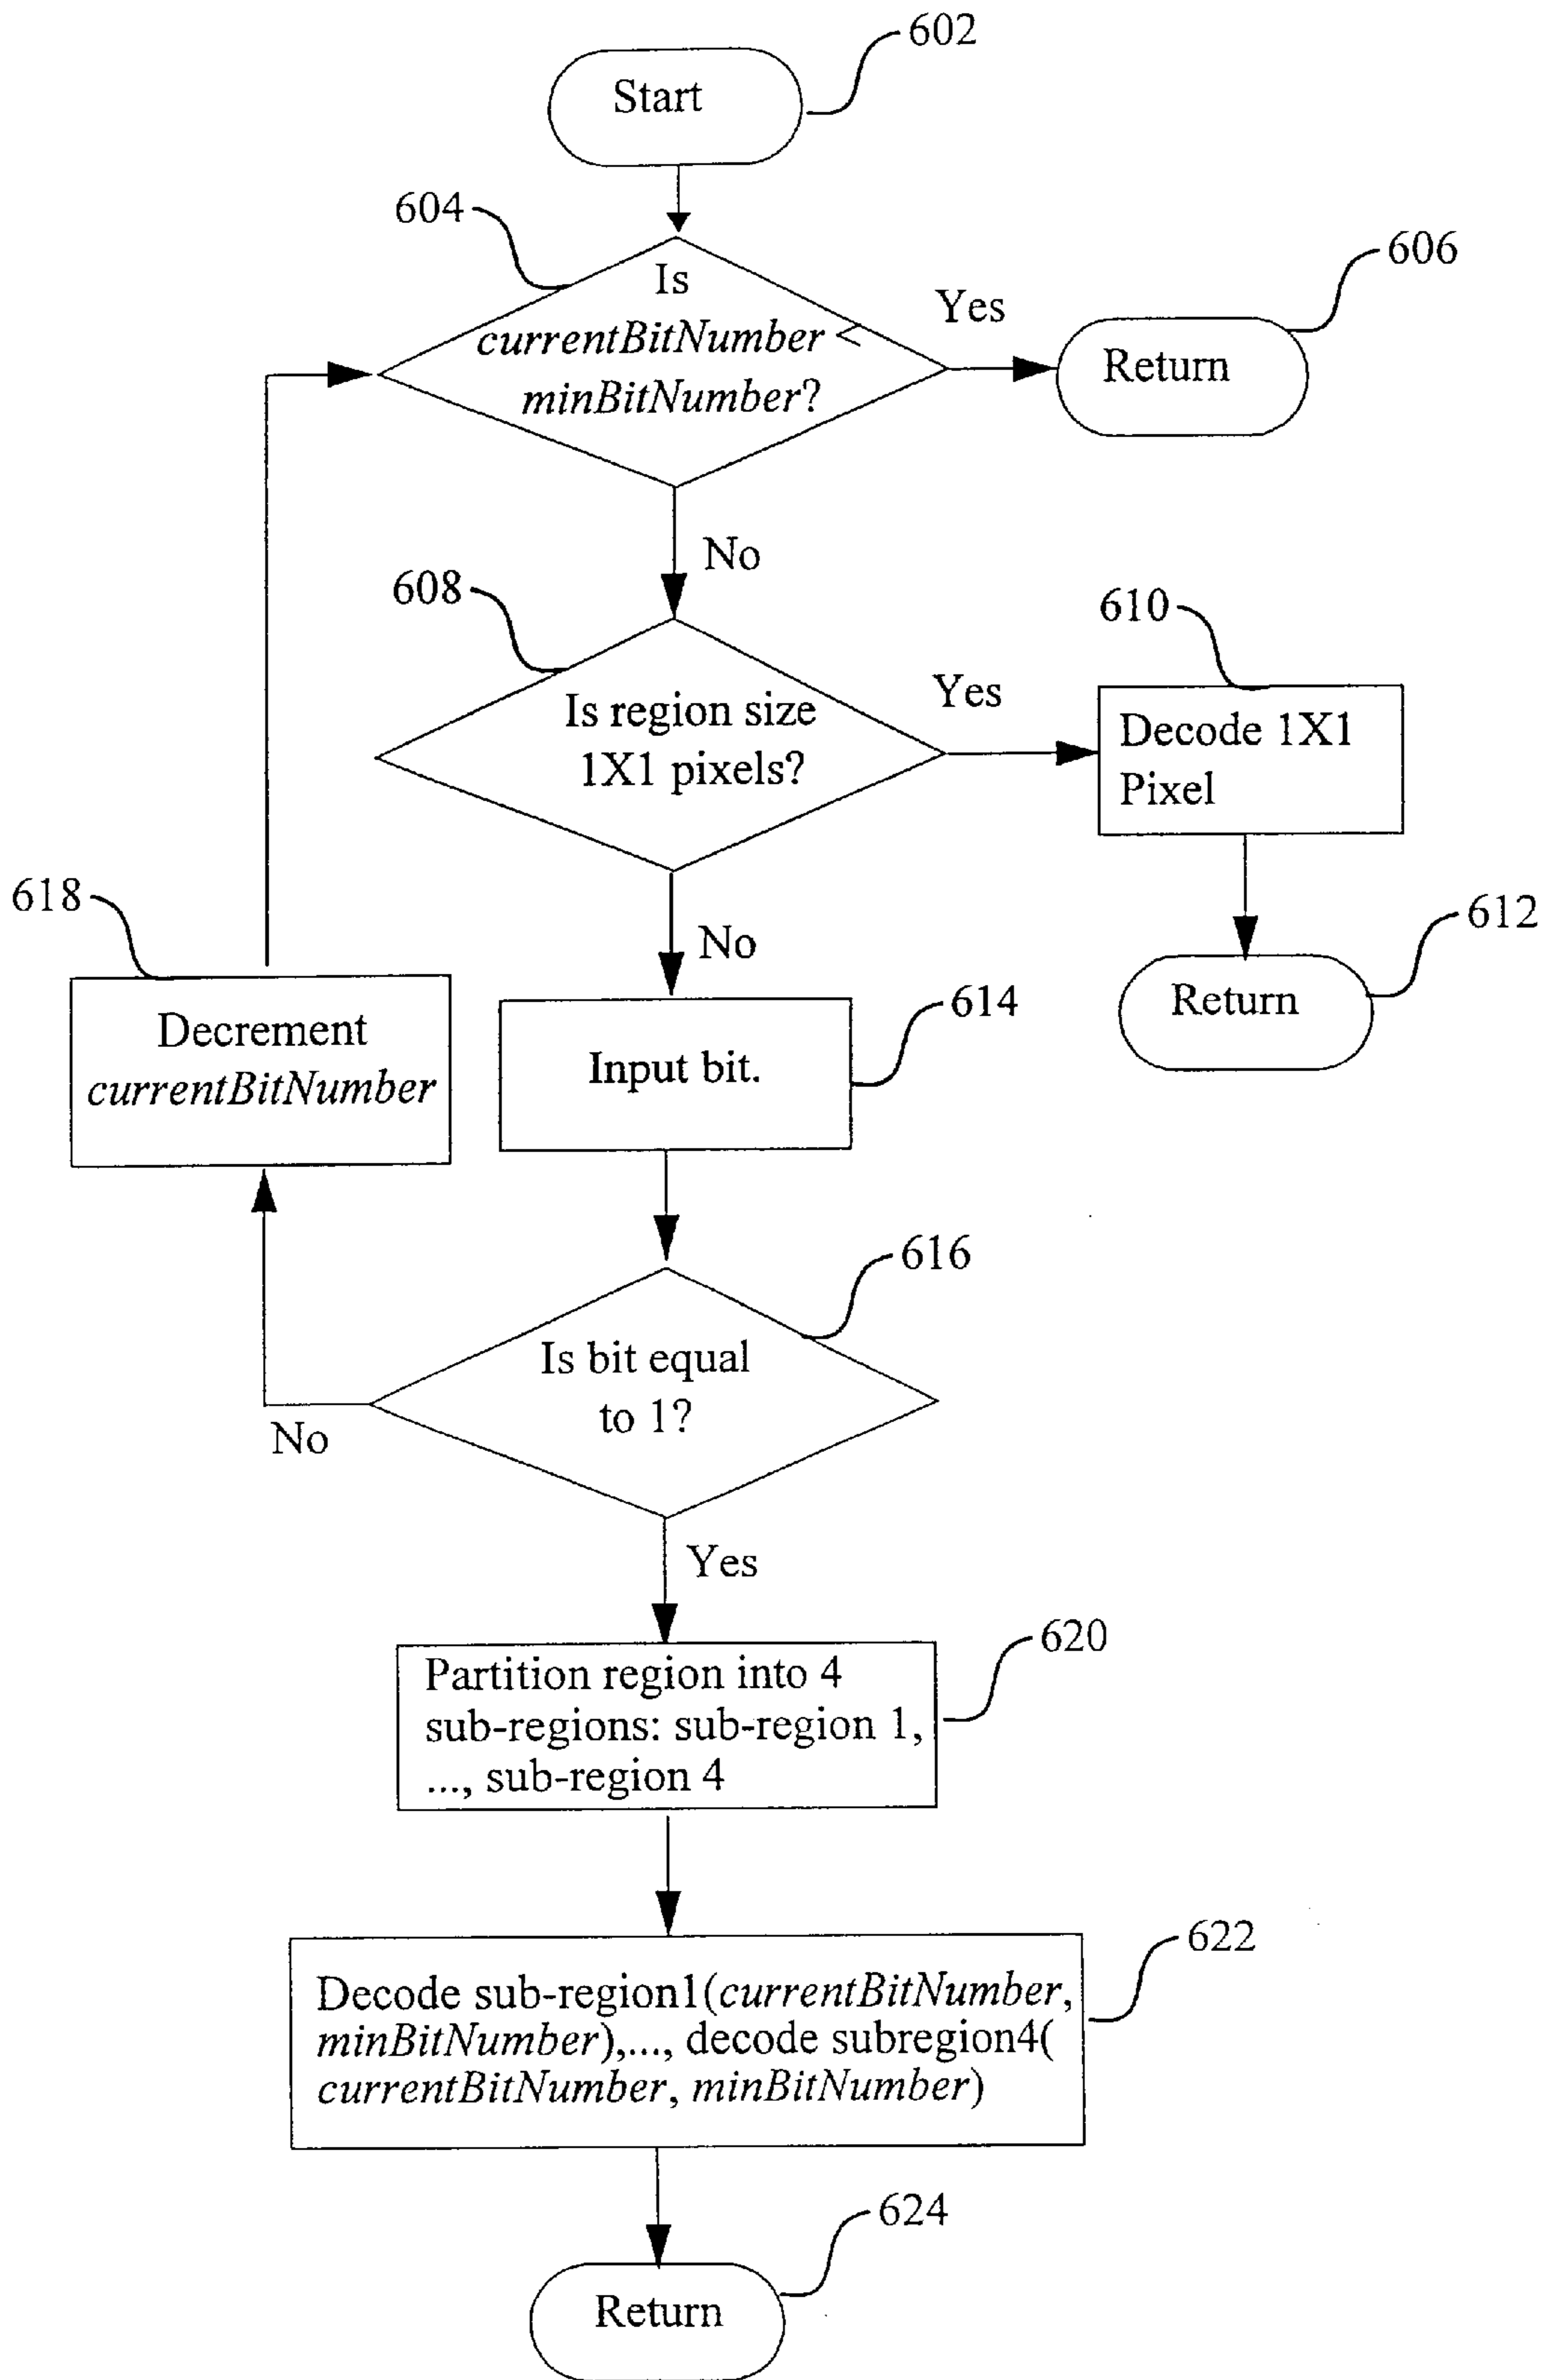 602
Start
604
Is
currentBitNumber <
minBitNumber?
Yes
606
Return
No
608
Is region size
1X1 pixels?
Yes
610
Decode 1X1
Pixel
612
Return
No
618
Decrement
currentBitNumber
614
Input bit.
616
Is bit equal
to 1?
No
Yes
620
Partition region into 4
sub-regions: sub-region 1,
..., sub-region 4
622
Decode sub-region1(currentBitNumber,
minBitNumber),..., decode subregion4(
currentBitNumber, minBitNumber)
624
Return